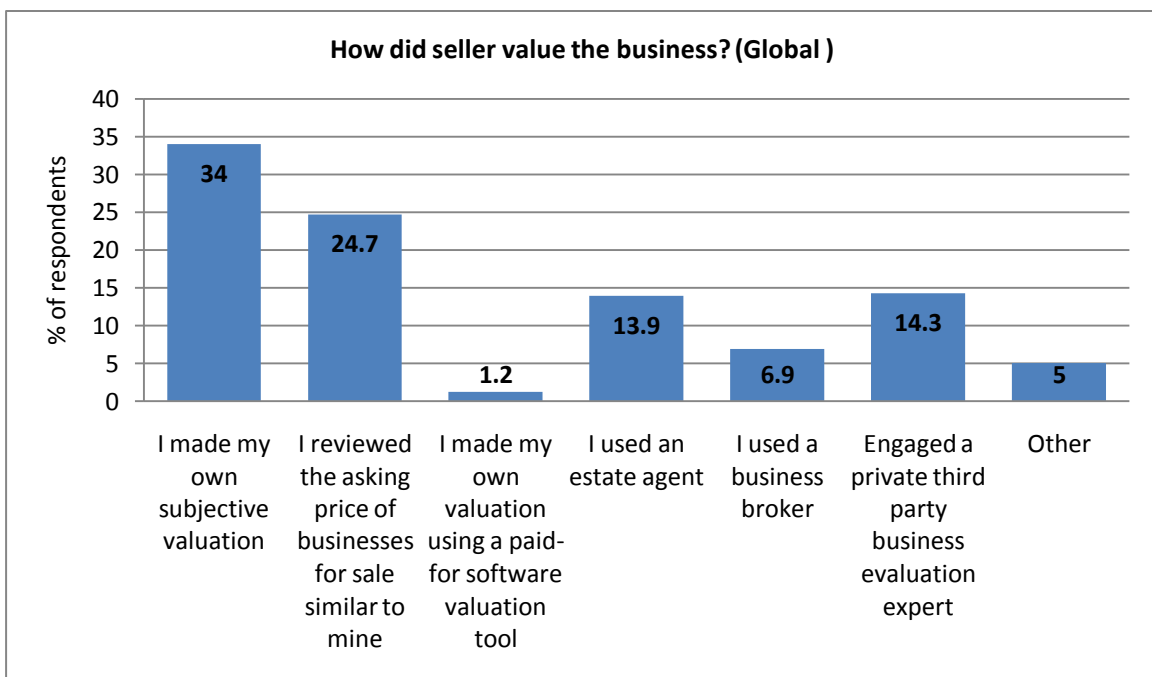 How did seller value the business? (Global )
% of respondents
40
35
30
25
20
15
10
5
0
34
24.7
1.2
13.9
6.9
14.3
5
I made my
own
subjective
valuation
I reviewed
the asking
price of
businesses
for sale
similar to
mine
I made my
own
valuation
using a paid-
for software
valuation
tool
I used an
estate agent
I used a
business
broker
Engaged a
private third
party
business
evaluation
expert
Other